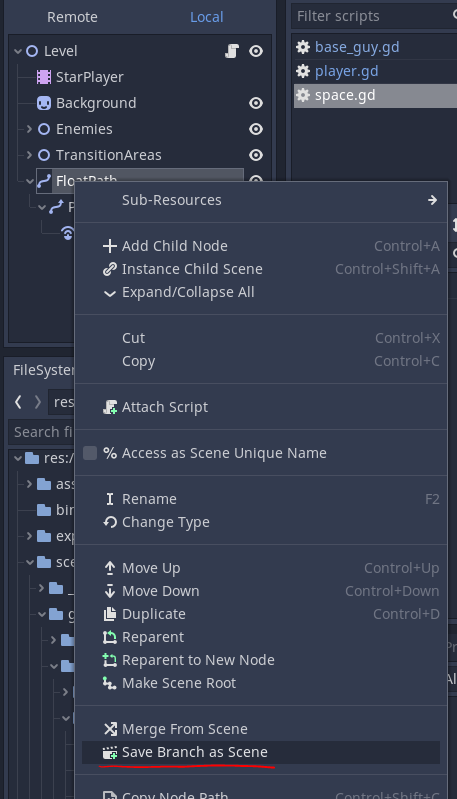 Remote Local
Filter scripts
Level
StarPlayer
Background
Enemies
TransitionAreas
base_guy.gd
player.gd
space.gd
FloatPath
Sub-Resources
Add Child Node Control+A
Instance Child Scene Control+Shift+A
Expand/Collapse All
Cut Control+X
Copy Control+C
Attach Script
% Access as Scene Unique Name
Rename F2
Change Type
Move Up Control+Up
Move Down Control+Down
Duplicate Control+D
Reparent
Reparent to New Node
Make Scene Root
Merge From Scene
Save Branch as Scene
Copy Node Path Control+Shift+C
FileSystem
res
Search fi
res:/
ass
bin
exp
sce
_
g